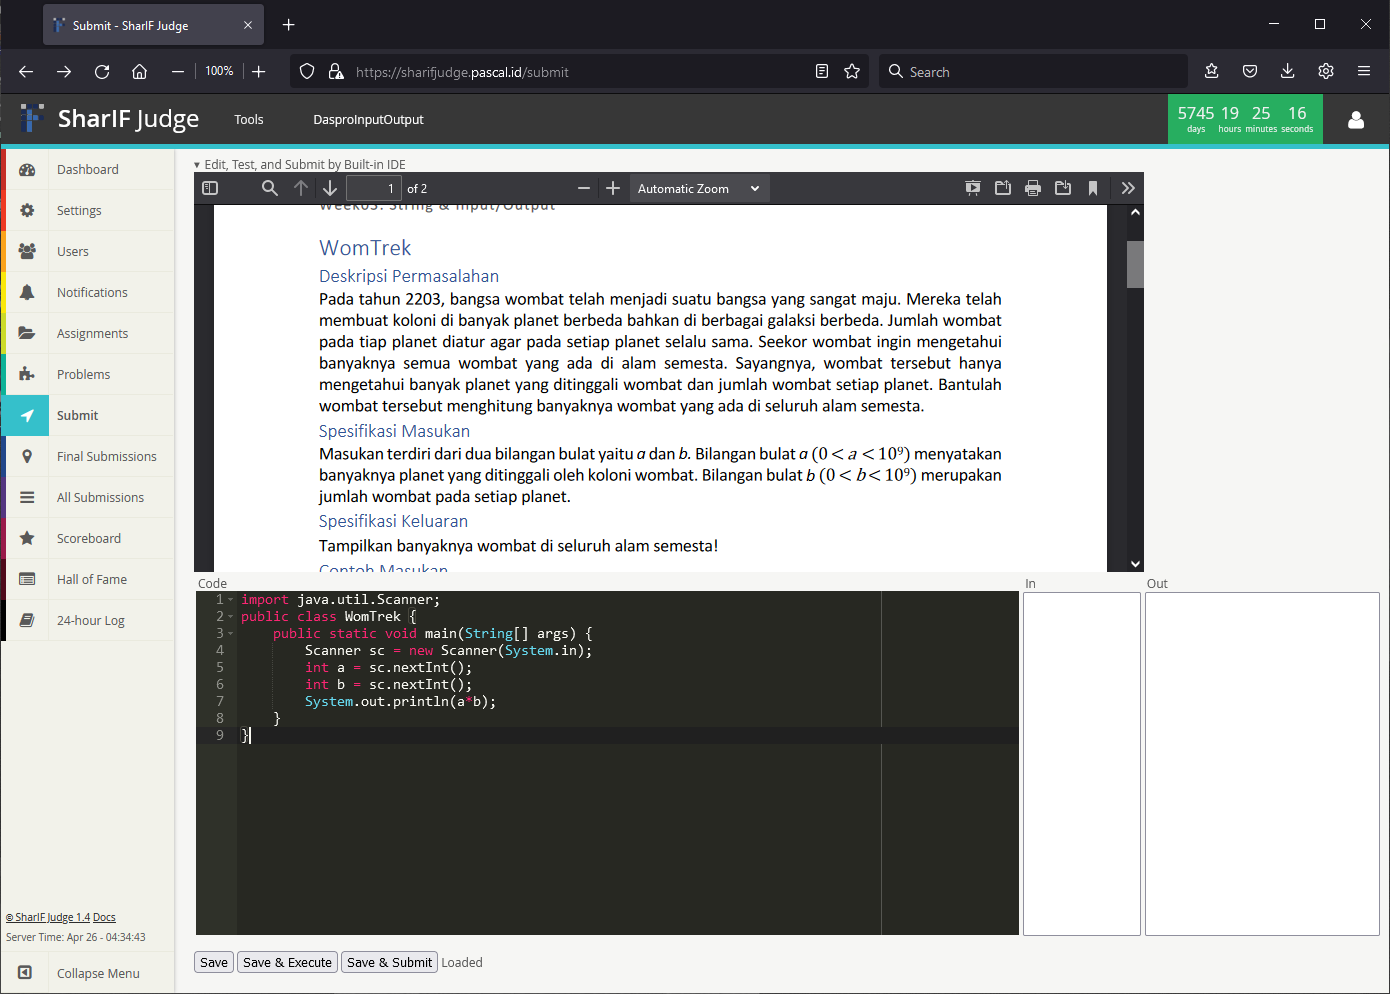 Submit - SharIF Judge
100%
https://sharifjudge.pascal.id/submit
Search
SharIF Judge
Tools
DasproInputOutput
5745 19 25 16
days hours minutes seconds
Dashboard
Settings
Users
Notifications
Assignments
Problems
Submit
Final Submissions
All Submissions
Scoreboard
Hall of Fame
24-hour Log
© SharIF Judge 1.4 Docs
Server Time: Apr 26 - 04:34:43
Collapse Menu
▾ Edit, Test, and Submit by Built-in IDE
1 of 2
Automatic Zoom
Week03: String & Input/Output
WomTrek
Deskripsi Permasalahan
Pada tahun 2203, bangsa wombat telah menjadi suatu bangsa yang sangat maju. Mereka telah
membuat koloni di banyak planet berbeda bahkan di berbagai galaksi berbeda. Jumlah wombat
pada tiap planet diatur agar pada setiap planet selalu sama. Seekor wombat ingin mengetahui
banyaknya semua wombat yang ada di alam semesta. Sayangnya, wombat tersebut hanya
mengetahui banyak planet yang ditinggali wombat dan jumlah wombat setiap planet. Bantulah
wombat tersebut menghitung banyaknya wombat yang ada di seluruh alam semesta.
Spesifikasi Masukan
Masukan terdiri dari dua bilangan bulat yaitu a dan b. Bilangan bulat a (0 < a < 10⁹) menyatakan
banyaknya planet yang ditinggali oleh koloni wombat. Bilangan bulat b (0 < b < 10⁹) merupakan
jumlah wombat pada setiap planet.
Spesifikasi Keluaran
Tampilkan banyaknya wombat di seluruh alam semesta!
Contoh Masukan
Code
1 import java.util.Scanner;
2 public class WomTrek {
3     public static void main(String[] args) {
4         Scanner sc = new Scanner(System.in);
5         int a = sc.nextInt();
6         int b = sc.nextInt();
7         System.out.println(a*b);
8     }
9 }
In
Out
Save
Save & Execute
Save & Submit
Loaded